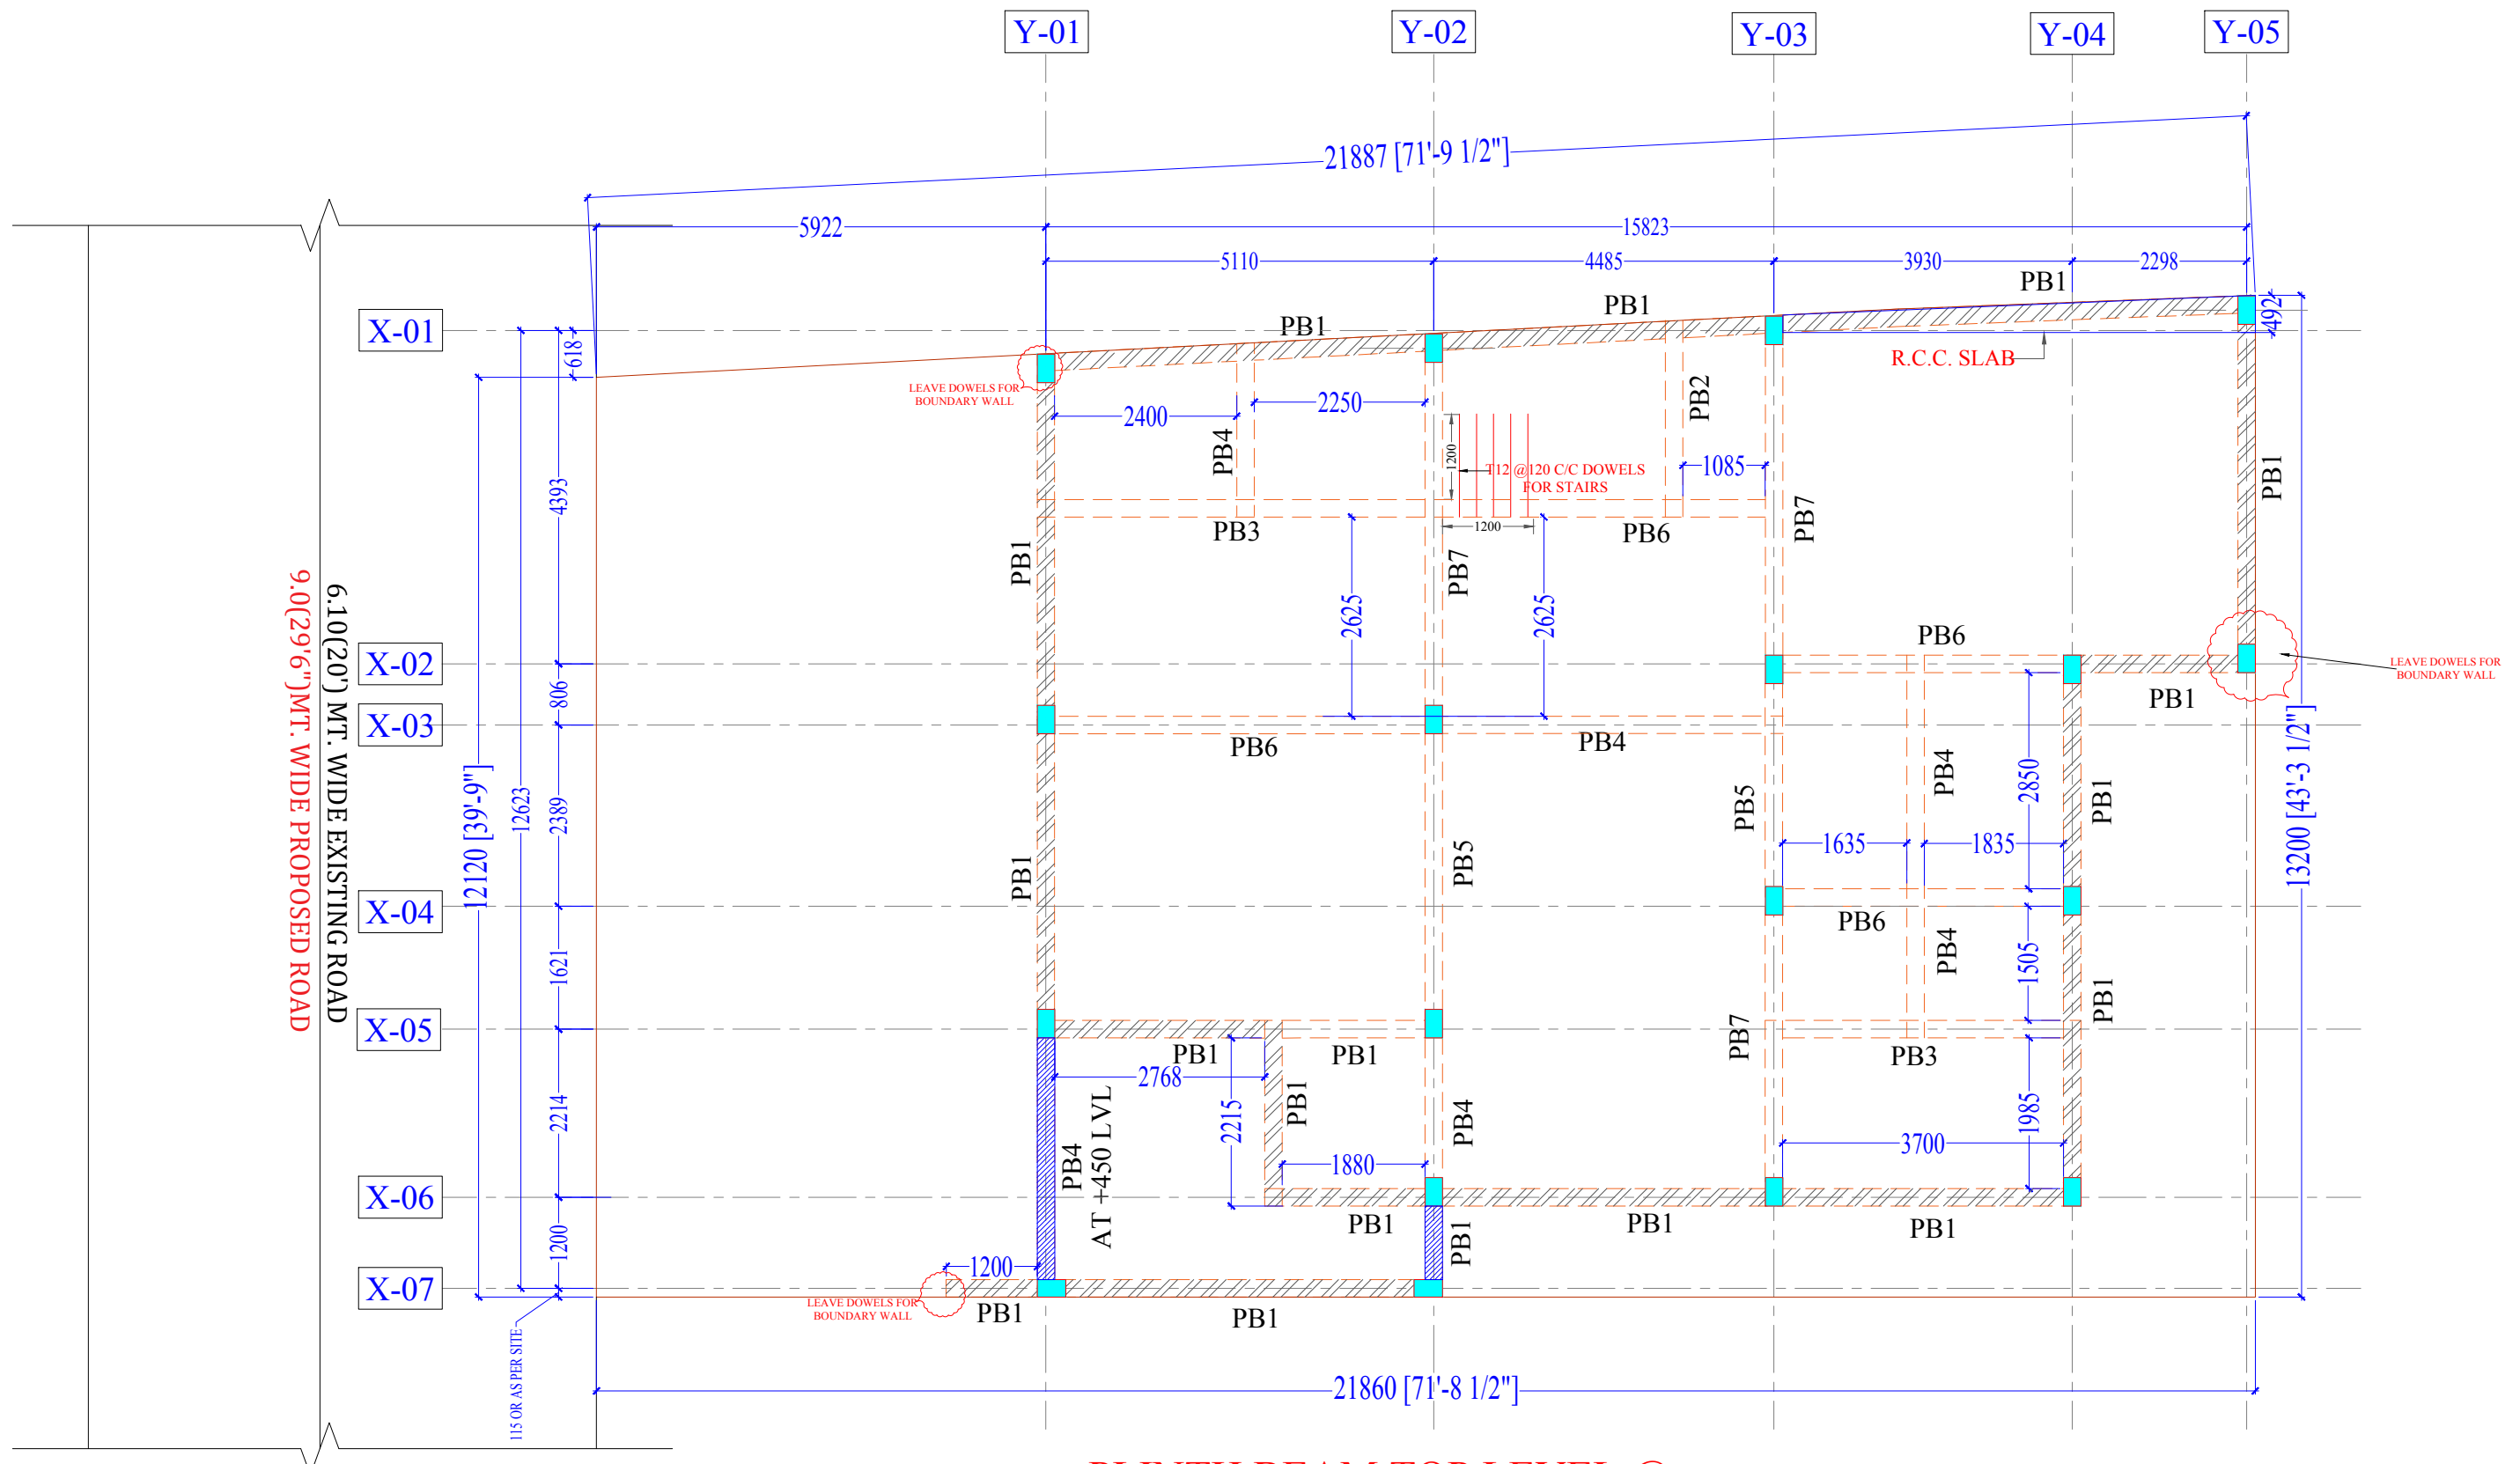 Y-01
Y-02
Y-03
Y-04
Y-05
21887 [71'-9 1/2"]
5922
15823
5110
4485
3930
2298
PB1
PB1
PB1
492
X-01
618
R.C.C. SLAB
LEAVE DOWELS FOR
BOUNDARY WALL
2400
2250
PB4
PB2
1200
T12 @120 C/C DOWELS
FOR STAIRS
1085
PB1
4393
PB3
1200
PB6
PB7
PB1
PB7
2625
2625
9.0(29'6")MT. WIDE PROPOSED ROAD
6.10(20') MT. WIDE EXISTING ROAD
X-02
PB6
LEAVE DOWELS FOR
BOUNDARY WALL
806
PB1
X-03
PB6
PB4
12120 [39'-9"]
12623
2389
PB4
2850
PB1
13200 [43'-3 1/2"]
PB5
PB1
PB5
1635
1835
X-04
PB6
1621
PB4
1505
PB1
X-05
PB1
PB1
PB7
PB3
2768
PB1
2214
PB4
AT +450 LVL
2215
PB4
1985
3700
1880
X-06
PB1
PB1
PB1
PB1
1200
1200
X-07
LEAVE DOWELS FOR
BOUNDARY WALL
PB1
PB1
115 OR AS PER SITE
21860 [71'-8 1/2"]
PLINTH BEAM TOP LEVEL @